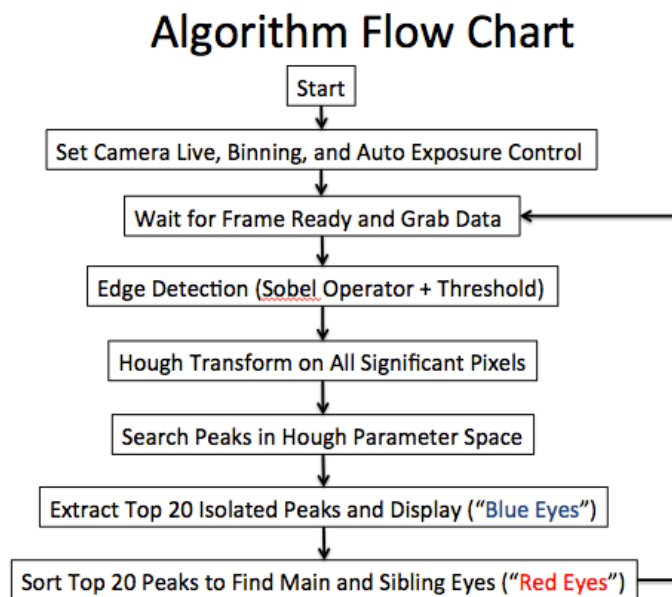 Algorithm Flow Chart
Start
Set Camera Live, Binning, and Auto Exposure Control
Wait for Frame Ready and Grab Data
Edge Detection (Sobel Operator + Threshold)
Hough Transform on All Significant Pixels
Search Peaks in Hough Parameter Space
Extract Top 20 Isolated Peaks and Display (“Blue Eyes”)
Sort Top 20 Peaks to Find Main and Sibling Eyes (“Red Eyes”)